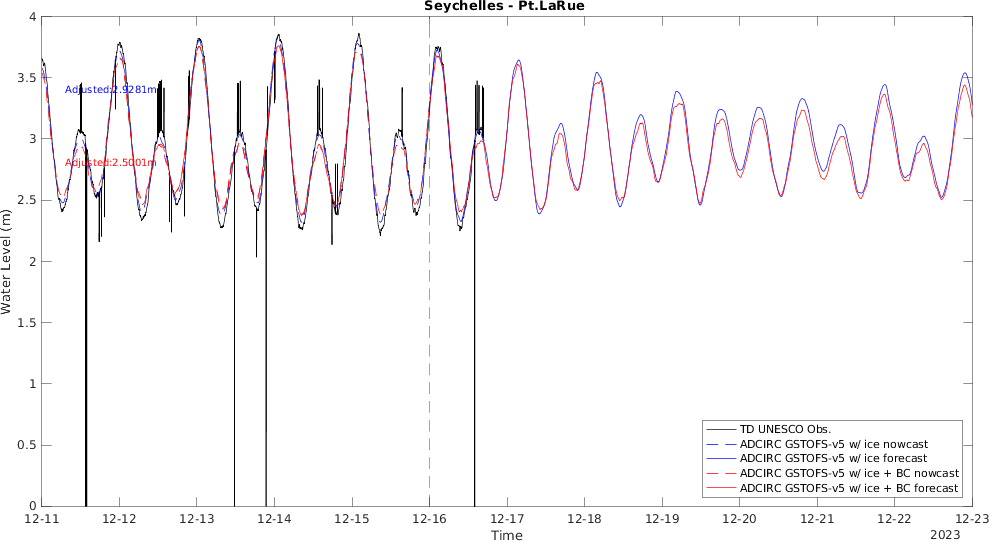 Seychelles - Pt.LaRue
4
3.5
3
2.5
2
1.5
1
0.5
0
Water Level (m)
Adjusted:2.9281m
Adjusted:2.5001m
TD UNESCO Obs.
ADCIRC GSTOFS-v5 w/ ice nowcast
ADCIRC GSTOFS-v5 w/ ice forecast
ADCIRC GSTOFS-v5 w/ ice + BC nowcast
ADCIRC GSTOFS-v5 w/ ice + BC forecast
12-11 12-12 12-13 12-14 12-15 12-16 12-17 12-18 12-19 12-20 12-21 12-22 12-23
Time
2023